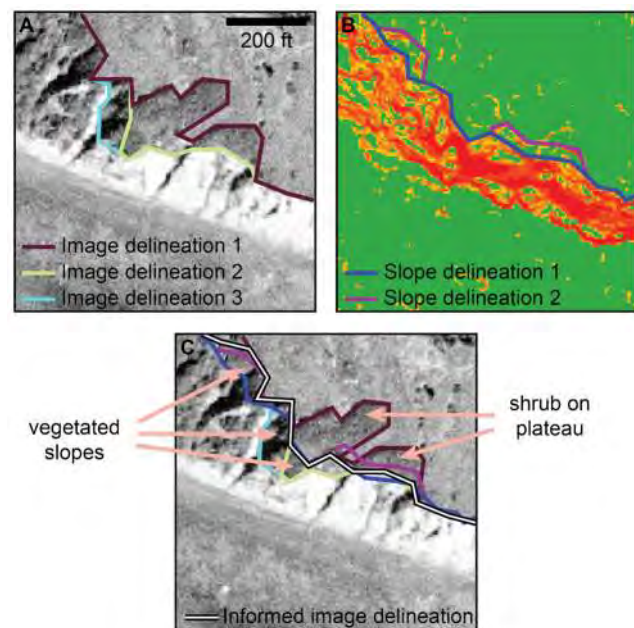 A
200 ft
Image delineation 1
Image delineation 2
Image delineation 3
B
Slope delineation 1
Slope delineation 2
C
vegetated
slopes
shrub on
plateau
Informed image delineation